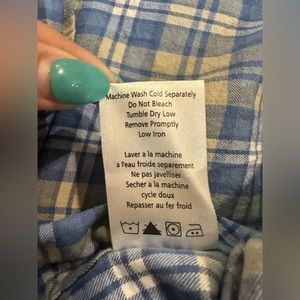 Machine Wash Cold Separately
Do Not Bleach
Tumble Dry Low
Remove Promptly
Low Iron
Laver a la machine
a l'eau froide separement
Ne pas javelliser
Secher a la machine
cycle doux
Repasser au fer froid